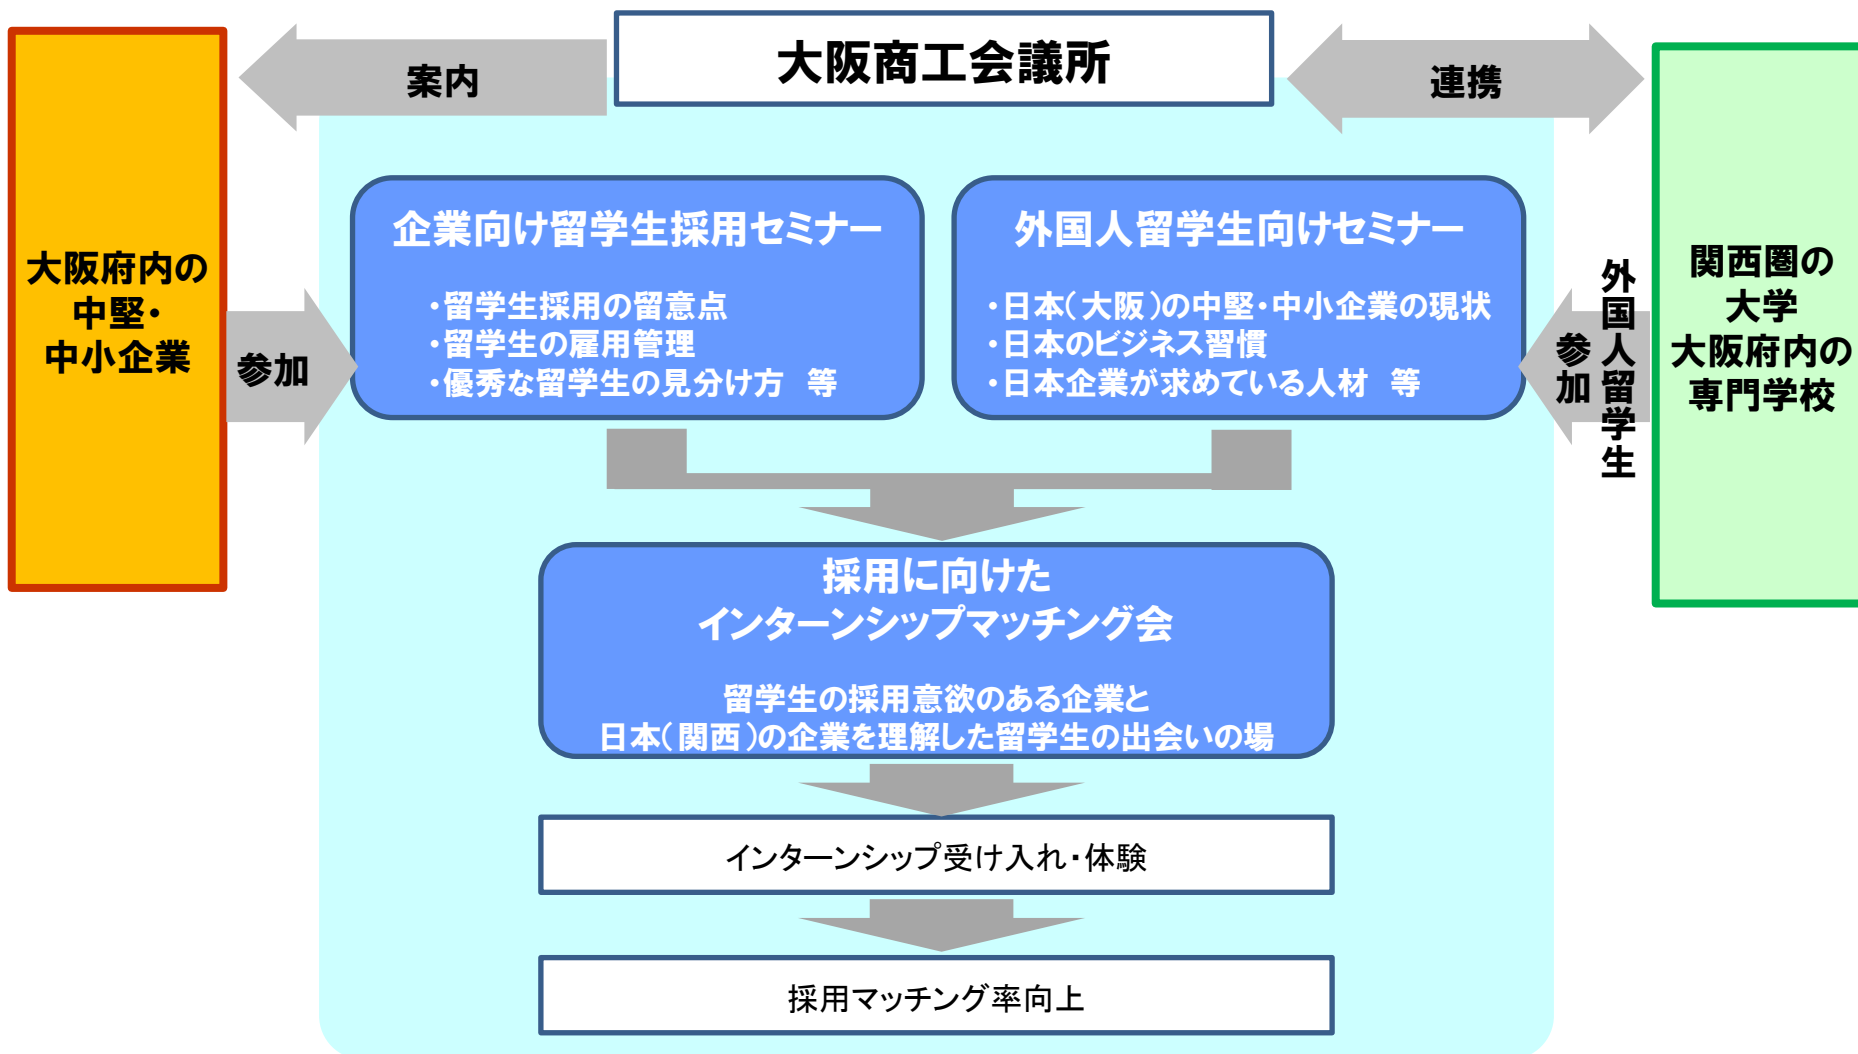 大阪商工会議所
案内
連携
大阪府内の
中堅・
中小企業
参加
企業向け留学生採用セミナー
・留学生採用の留意点
・留学生の雇用管理
・優秀な留学生の見分け方　等
外国人留学生向けセミナー
・日本(大阪)の中堅・中小企業の現状
・日本のビジネス習慣
・日本企業が求めている人材　等
外国人留学生
参加
関西圏の
大学
大阪府内の
専門学校
採用に向けた
インターンシップマッチング会
留学生の採用意欲のある企業と
日本(関西)の企業を理解した留学生の出会いの場
インターンシップ受け入れ・体験
採用マッチング率向上